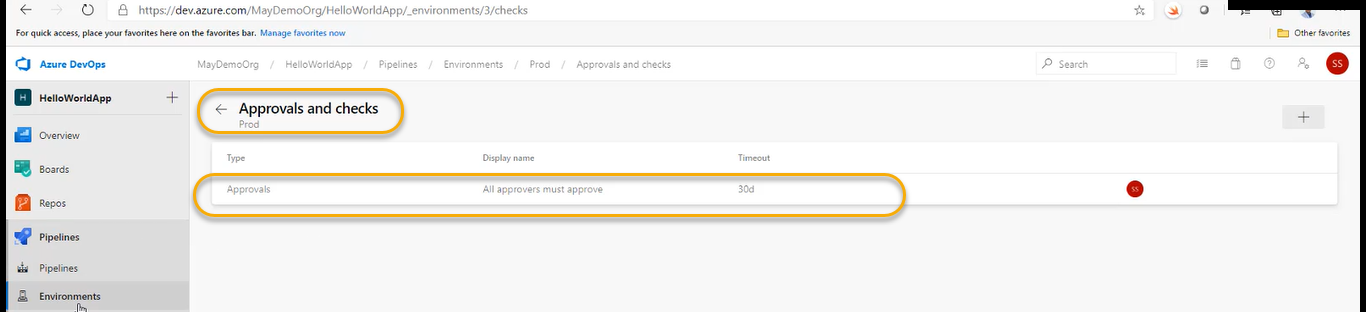 https://dev.azure.com/MayDemoOrg/HelloWorldApp/_environments/3/checks
For quick access, place your favorites here on the favorites bar. Manage favorites now
Other favorites
Azure DevOps
MayDemoOrg / HelloWorldApp / Pipelines / Environments / Prod / Approvals and checks
Search
SS
H HelloWorldApp
Approvals and checks
Prod
Overview
Boards
Repos
Pipelines
Pipelines
Environments
Type Display name Timeout
Approvals All approvers must approve 30d SS